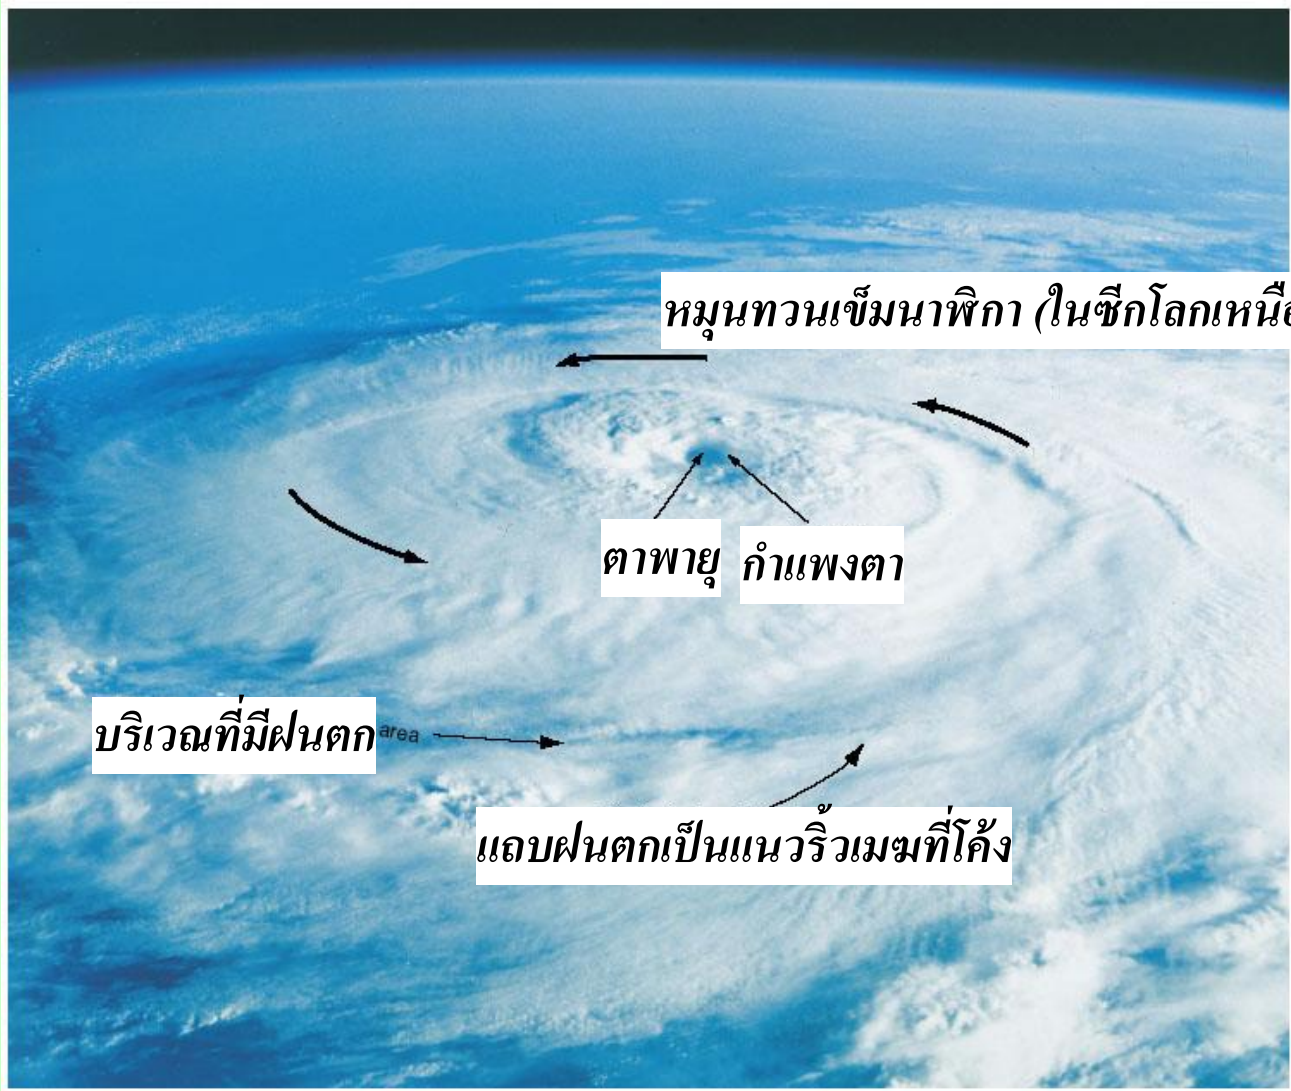 หมุนทวนเข็มนาฬิกา (ในซีกโลกเหนือ
ตาพายุ กำแพงตา
บริเวณที่มีฝนตก area
แถบฝนตกเป็นแนวริ้วเมฆที่โค้ง